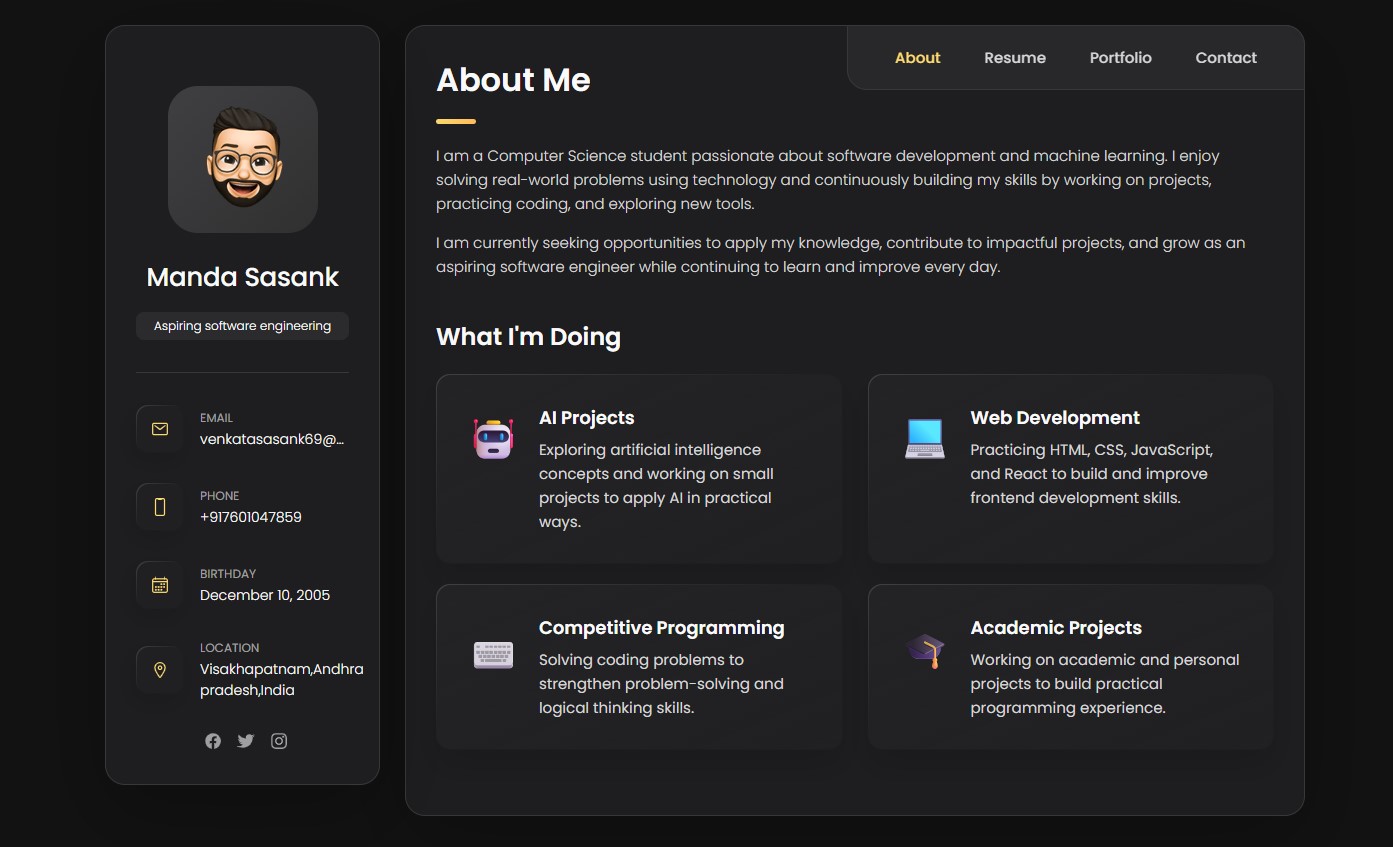 Manda Sasank
Aspiring software engineering
EMAIL
venkatasasank69@...
PHONE
+917601047859
BIRTHDAY
December 10, 2005
LOCATION
Visakhapatnam,Andhra
pradesh,India
About
Resume
Portfolio
Contact
About Me
I am a Computer Science student passionate about software development and machine learning. I enjoy
solving real-world problems using technology and continuously building my skills by working on projects,
practicing coding, and exploring new tools.
I am currently seeking opportunities to apply my knowledge, contribute to impactful projects, and grow as an
aspiring software engineer while continuing to learn and improve every day.
What I'm Doing
AI Projects
Exploring artificial intelligence
concepts and working on small
projects to apply AI in practical
ways.
Web Development
Practicing HTML, CSS, JavaScript,
and React to build and improve
frontend development skills.
Competitive Programming
Solving coding problems to
strengthen problem-solving and
logical thinking skills.
Academic Projects
Working on academic and personal
projects to build practical
programming experience.